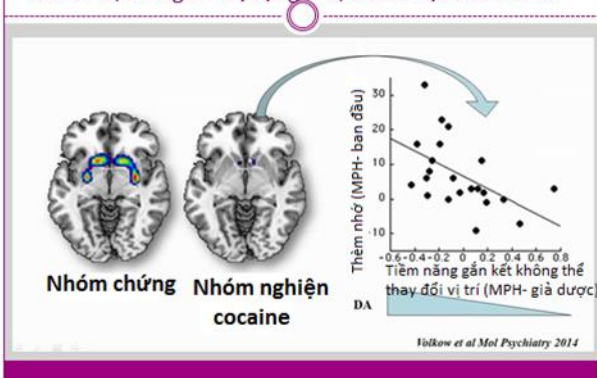 Nhóm chứng
Nhóm nghiện
cocaine
Thèm nhớ (MPH- ban đầu)
30
20
10
0
10
-0.6
-0.4
-0.2
0
0.2
0.4
0.6
0.8
Tiềm năng gắn kết không thể
thay đổi vị trí (MPH- giả dược)
DA
Volkow et al Mol Psychiatry 2014